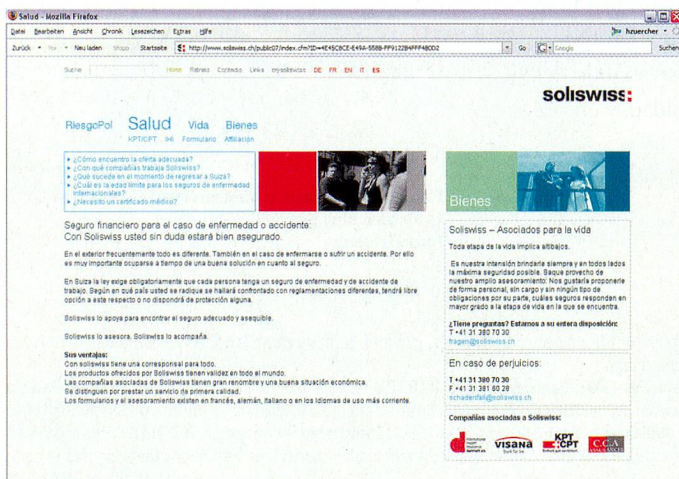 Salud - Mozilla Firefox
Datei Bearbeiten Ansicht Chronik Lesezeichen Extras Hilfe
hzuercher
Zurück Vor Neu laden Stopp Startseite
Go
Google
Suchen
Suche Home Retireiz Contacto Links mysoliswiss DE FR EN IT ES
soliswiss:
RiesgoPol Salud Vida Bienes
KPT/CPT IHI Formulario Affiliación
¿Cómo encuentro la oferta adecuada?
¿Con qué compañías trabaja Soliswiss?
¿Qué sucede en el momento de regresar a Suiza?
¿Cuál es la edad límite para los seguros de enfermedad
internacionales?
¿Necesito un certificado médico?
Bienes
Seguro financiero para el caso de enfermedad o accidente:
Con Soliswiss usted sin duda estará bien asegurado.
En el exterior frecuentemente todo es diferente. También en el caso de enfermarse o sufrir un accidente. Por ello
es muy importante ocuparse a tiempo de una buena solución en cuanto al seguro.
En Suiza la ley exige obligatoriamente que cada persona tenga un seguro de enfermedad y de accidente de
trabajo. Según en qué país usted se radique se hallará confrontado con reglamentaciones diferentes, tendrá libre
opción a este respecto o no dispondrá de protección alguna.
Soliswiss lo apoya para encontrar el seguro adecuado y asequible.
Soliswiss lo asesora. Soliswiss lo acompaña.
Sus ventajas:
Con soliswiss tiene una corresponsal para todo.
Los productos ofrecidos por Soliswiss tienen validez en todo el mundo.
Las compañías asociadas de Soliswiss tienen gran renombre y una buena situación económica.
Se distinguen por prestar un servicio de primera calidad.
Los formularios y el asesoramiento existen en francés, alemán, italiano o en los idiomas de uso más corriente.
Soliswiss – Asociados para la vida
Toda etapa de la vida implica altibajos.
Es nuestra intensión brindarle siempre y en todos lados
la máxima seguridad posible. Saque provecho de
nuestro amplio asesoramiento: Nos gustaría proponerle
de forma personal, sin cargo y sin ningún tipo de
obligaciones por su parte, cuáles seguros responden en
mayor grado a la etapa de vida en la que se encuentra.
¿Tiene preguntas? Estamos a su entera disposición:
T +41 31 380 70 30
fragen@soliswiss.ch
En caso de perjuicios:
T +41 31 380 70 30
F +41 31 381 60 28
schadenfall@soliswiss.ch
Compañías asociadas a Soliswiss:
visana
KPT
CPT
C.C.A